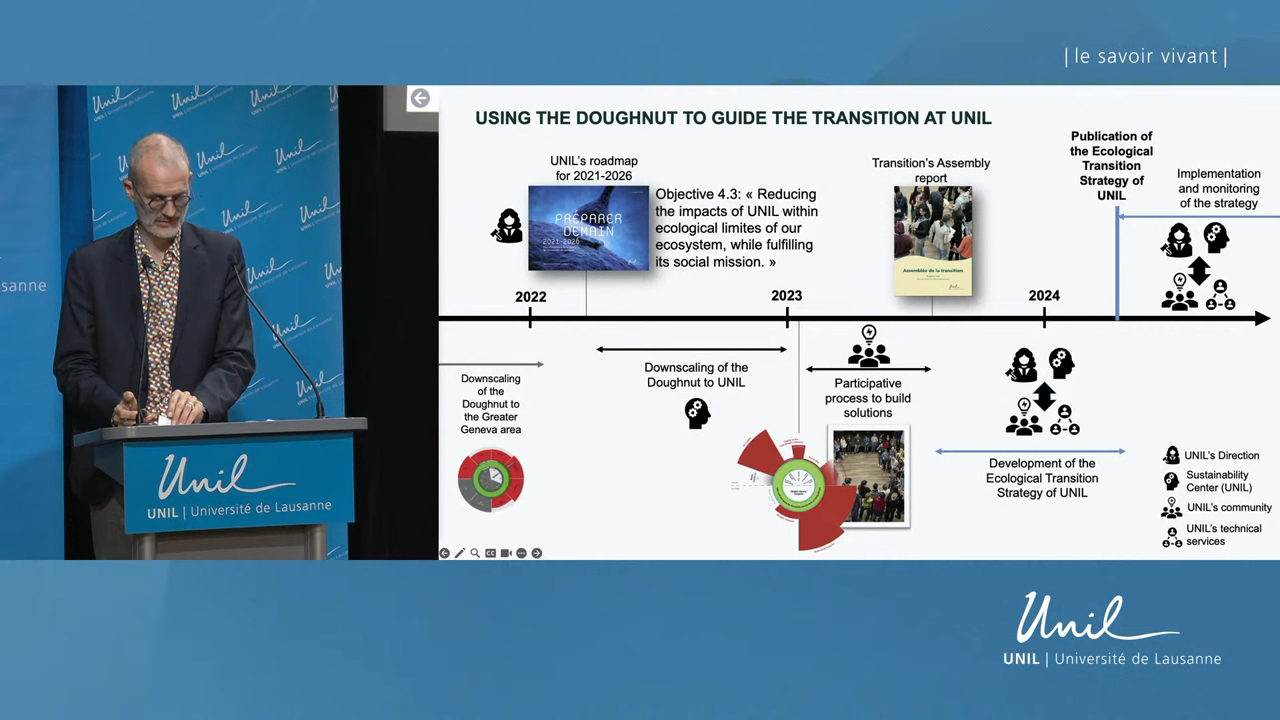 | le savoir vivant |
USING THE DOUGHNUT TO GUIDE THE TRANSITION AT UNIL
UNIL's roadmap
for 2021-2026
PRÉPARER
DEMAIN
2021-2026
Objective 4.3: « Reducing
the impacts of UNIL within
ecological limites of our
ecosystem, while fulfilling
its social mission. »
Transition's Assembly
report
Assemblée de la transition
Publication of
the Ecological
Transition
Strategy of
UNIL
Implementation
and monitoring
of the strategy
2022
2023
2024
Downscaling
of the
Doughnut to
the Greater
Geneva area
Downscaling of the
Doughnut to UNIL
Participative
process to build
solutions
Development of the
Ecological Transition
Strategy of UNIL
UNIL's Direction
Sustainability
Center (UNIL)
UNIL's community
UNIL's technical
services
CC
sanne
Unil
Unil
Unil
Unil
Unil
Unil
Unil
UNIL | Université de Lausanne
Unil
UNIL | Université de Lausanne